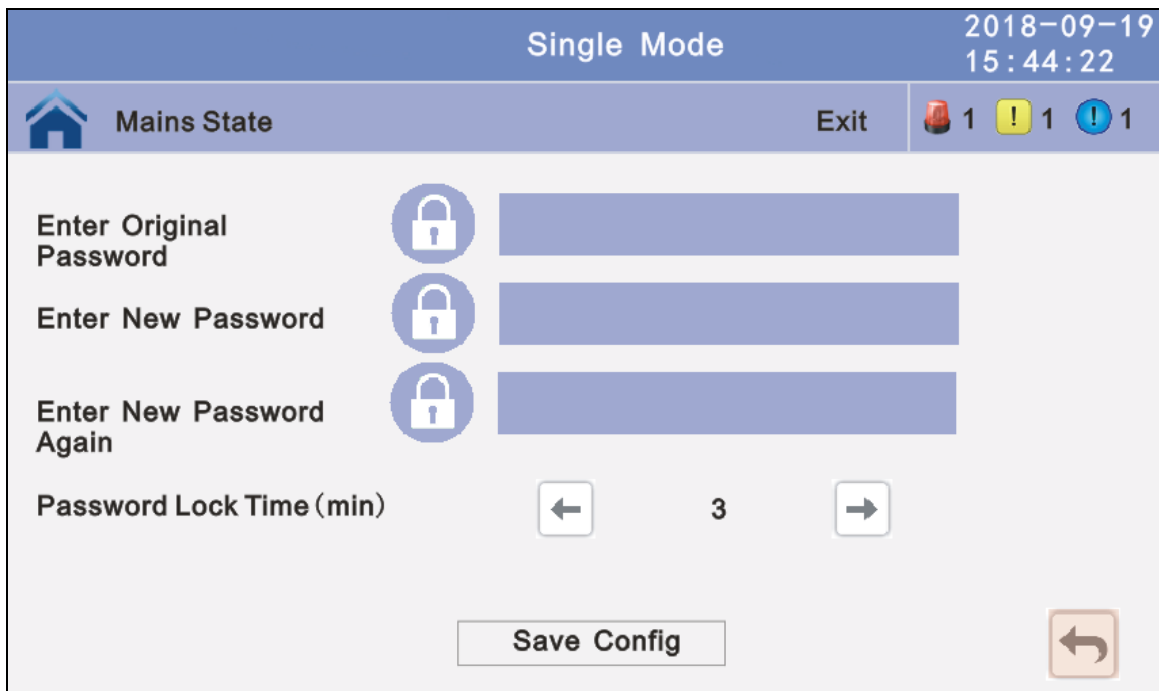 Single Mode
2018-09-19
15:44:22
Mains State
Exit
1
! 1
! 1
Enter Original
Password
Enter New Password
Enter New Password
Again
Password Lock Time(min)
3
Save Config